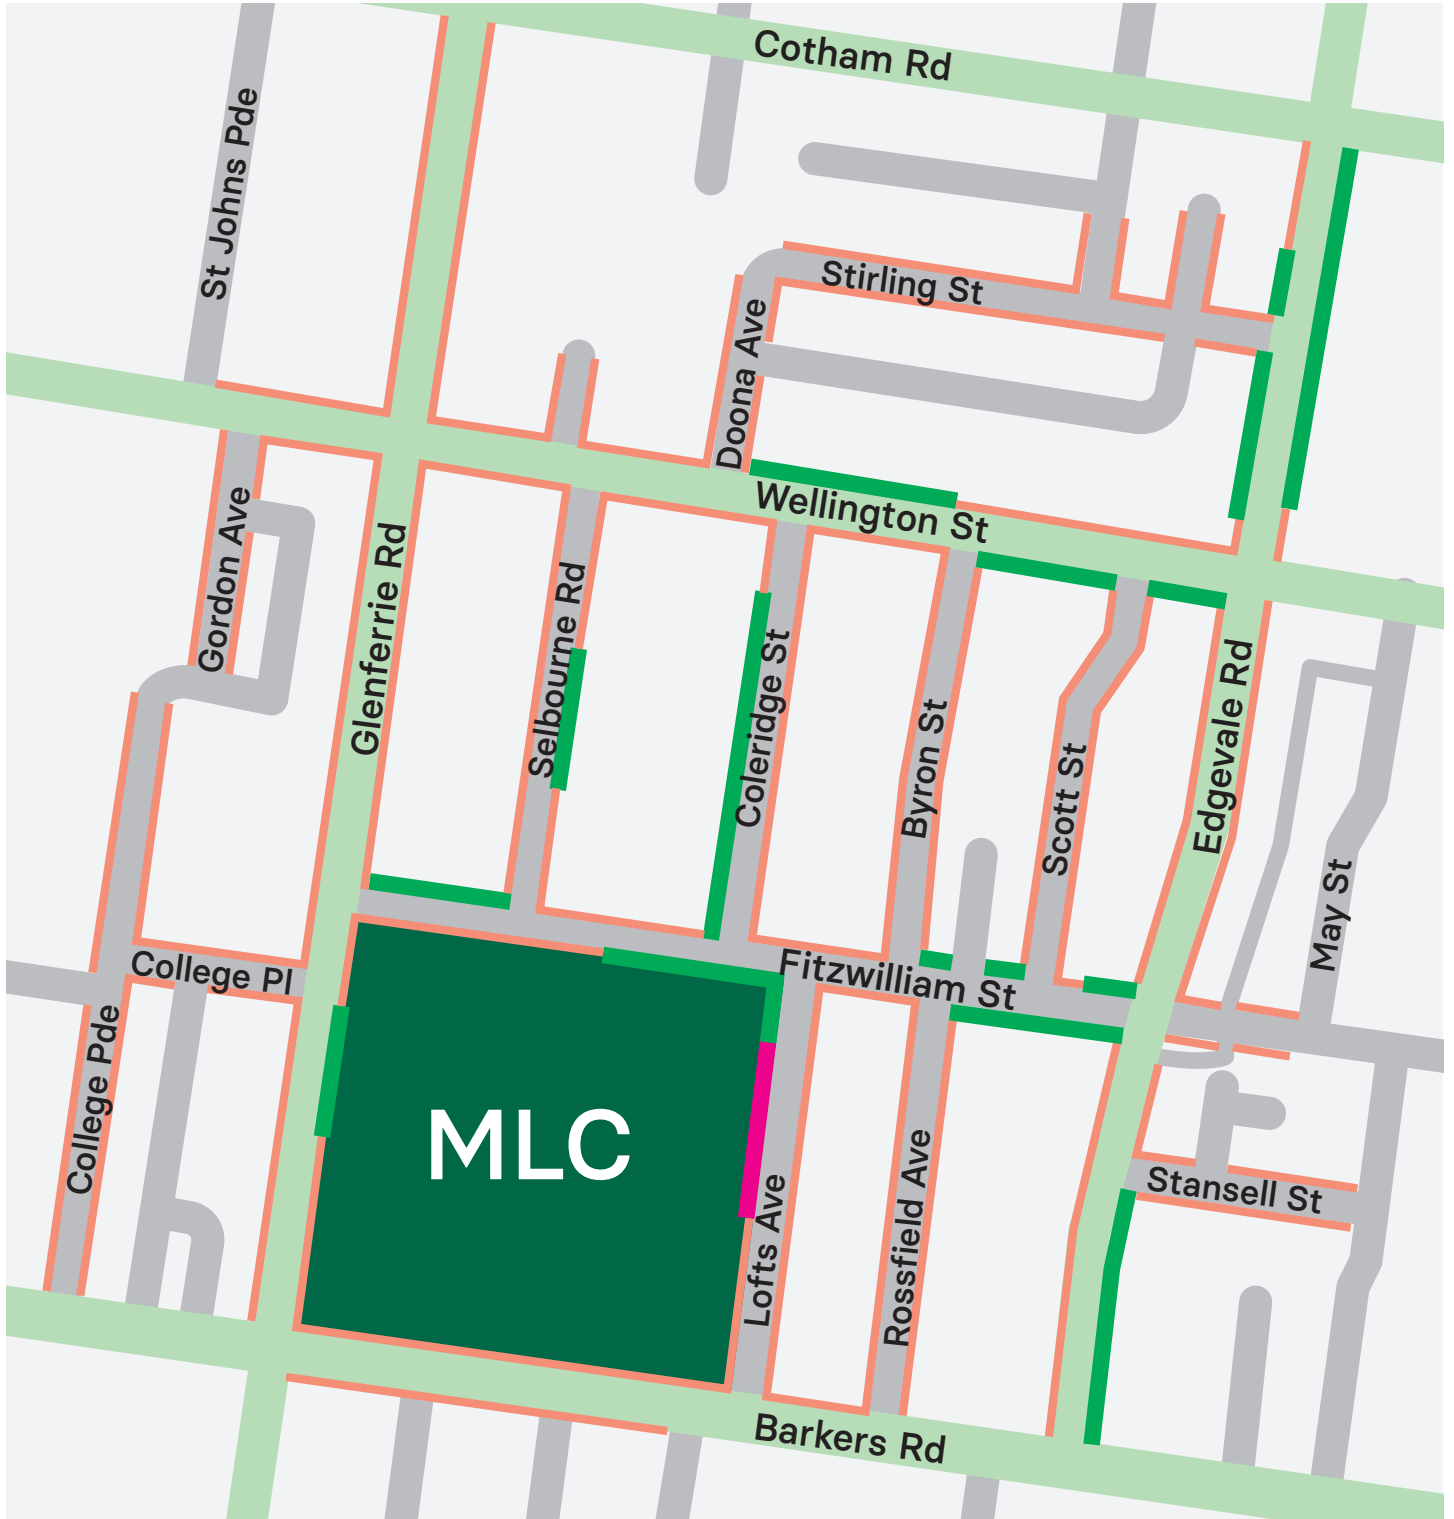 Cotham Rd
St Johns Pde
Stirling St
Doona Ave
Wellington St
Gordon Ave
Glenferrie Rd
Selbourne Rd
Coleridge St
Byron St
Scott St
Edgevale Rd
May St
College Pl
Fitzwilliam St
College Pde
MLC
Lofts Ave
Rossfield Ave
Stansell St
Barkers Rd